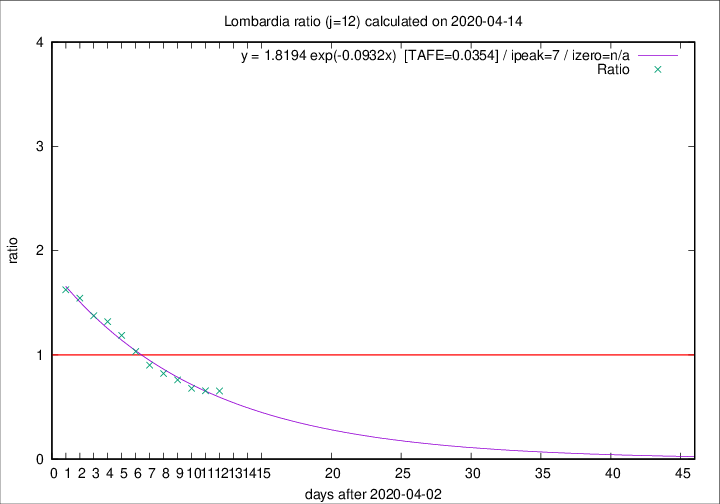 Lombardia ratio (j=12) calculated on 2020-04-14
y = 1.8194 exp(-0.0932x) [TAFE=0.0354] / ipeak=7 / izero=n/a
Ratio
4
3
2
1
0
ratio
0 1 2 3 4 5 6 7 8 9 10 11 12 13 14 15 20 25 30 35 40 45
days after 2020-04-02